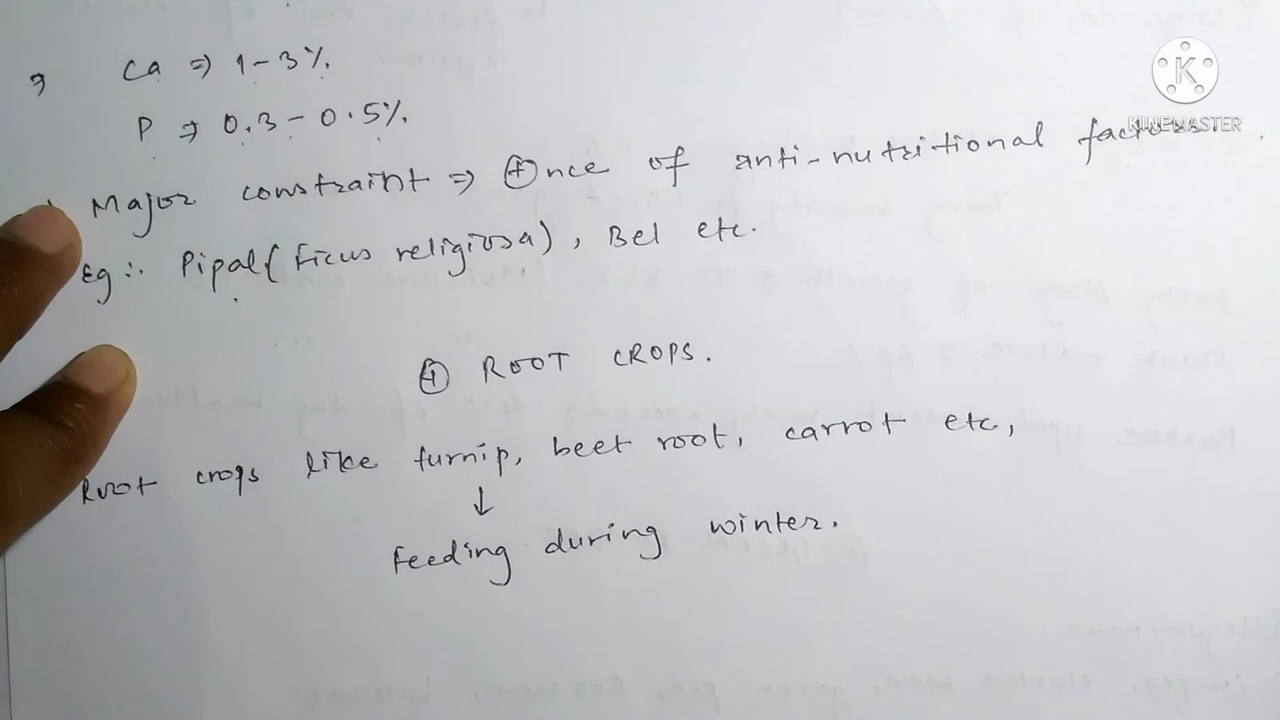 Ca ⇒ 1-3%.
P ⇒ 0.3-0.5%.
Major constraint ⇒ ⊕nce of anti-nutritional factors.
Eg :. Pipal (Ficus religiosa), Bel etc.
④ ROOT CROPS.
Root crops like turnip, beet root, carrot etc,
↓
feeding during winter.
K
KINEMASTER